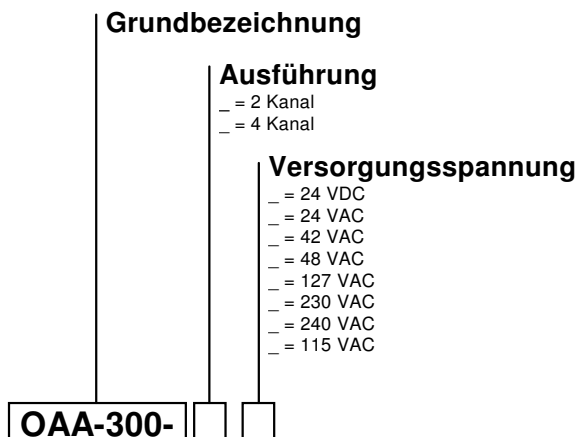 Grundbezeichnung
Ausführung
_ = 2 Kanal
_ = 4 Kanal
Versorgungsspannung
_ = 24 VDC
_ = 24 VAC
_ = 42 VAC
_ = 48 VAC
_ = 127 VAC
_ = 230 VAC
_ = 240 VAC
_ = 115 VAC
OAA-300-